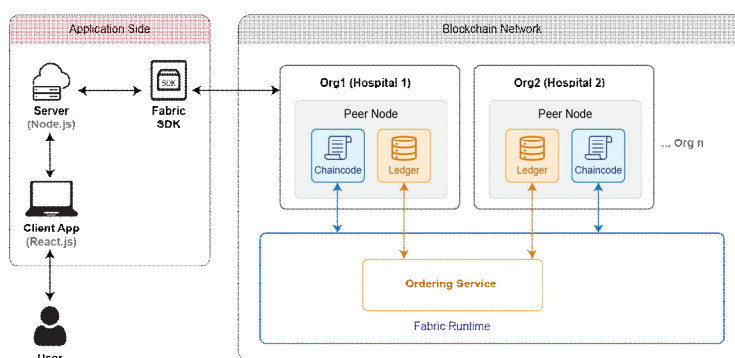 Application Side
Blockchain Network
Server
(Node.js)
SDK
Fabric
SDK
Client App
(React.js)
User
Org1 (Hospital 1)
Peer Node
Chaincode
Ledger
Org2 (Hospital 2)
Peer Node
Ledger
Chaincode
... Org n
Ordering Service
Fabric Runtime